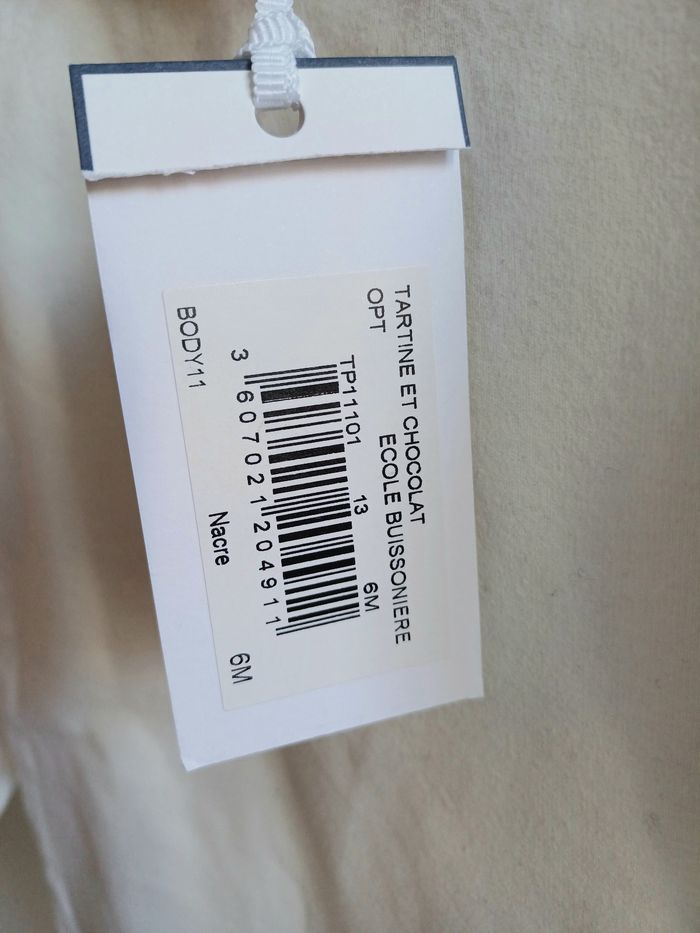 TARTINE ET CHOCOLAT
OPT ECOLE BUISSONIERE
TP11101 13 6M
3 607021 204911
BODY11 Nacre 6M